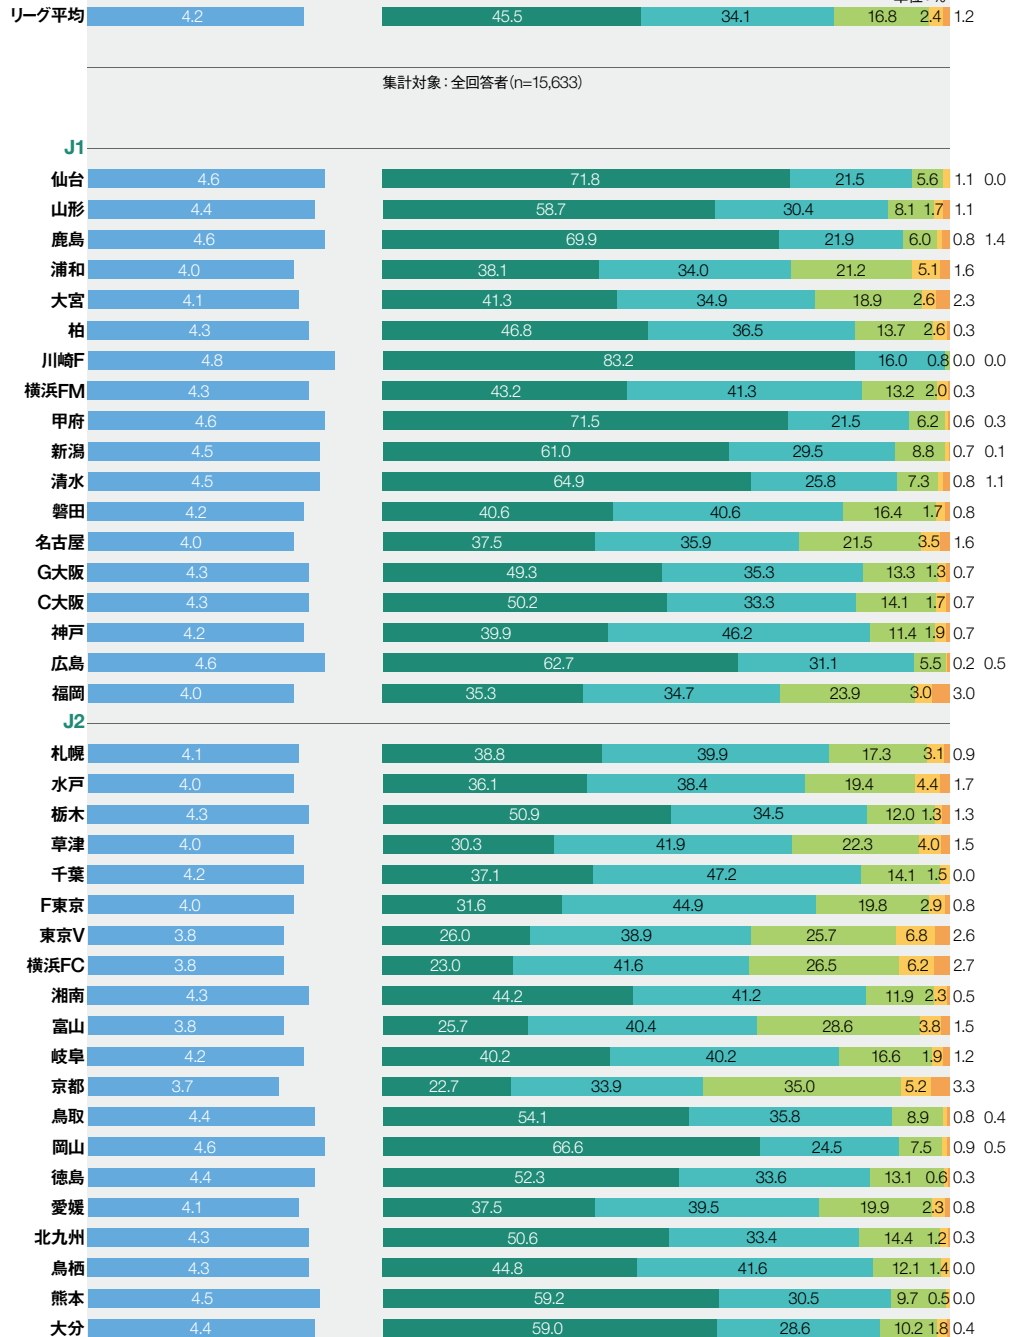 リーグ平均 4.2 45.5 34.1 16.8 2.4 1.2
集計対象：全回答者(n=15,633)
J1
仙台 4.6 71.8 21.5 5.6 1.1 0.0
山形 4.4 58.7 30.4 8.1 1.7 1.1
鹿島 4.6 69.9 21.9 6.0 0.8 1.4
浦和 4.0 38.1 34.0 21.2 5.1 1.6
大宮 4.1 41.3 34.9 18.9 2.6 2.3
柏 4.3 46.8 36.5 13.7 2.6 0.3
川崎F 4.8 83.2 16.0 0.8 0.0 0.0
横浜FM 4.3 43.2 41.3 13.2 2.0 0.3
甲府 4.6 71.5 21.5 6.2 0.6 0.3
新潟 4.5 61.0 29.5 8.8 0.7 0.1
清水 4.5 64.9 25.8 7.3 0.8 1.1
磐田 4.2 40.6 40.6 16.4 1.7 0.8
名古屋 4.0 37.5 35.9 21.5 3.5 1.6
G大阪 4.3 49.3 35.3 13.3 1.3 0.7
C大阪 4.3 50.2 33.3 14.1 1.7 0.7
神戸 4.2 39.9 46.2 11.4 1.9 0.7
広島 4.6 62.7 31.1 5.5 0.2 0.5
福岡 4.0 35.3 34.7 23.9 3.0 3.0
J2
札幌 4.1 38.8 39.9 17.3 3.1 0.9
水戸 4.0 36.1 38.4 19.4 4.4 1.7
栃木 4.3 50.9 34.5 12.0 1.3 1.3
草津 4.0 30.3 41.9 22.3 4.0 1.5
千葉 4.2 37.1 47.2 14.1 1.5 0.0
F東京 4.0 31.6 44.9 19.8 2.9 0.8
東京V 3.8 26.0 38.9 25.7 6.8 2.6
横浜FC 3.8 23.0 41.6 26.5 6.2 2.7
湘南 4.3 44.2 41.2 11.9 2.3 0.5
富山 3.8 25.7 40.4 28.6 3.8 1.5
岐阜 4.2 40.2 40.2 16.6 1.9 1.2
京都 3.7 22.7 33.9 35.0 5.2 3.3
鳥取 4.4 54.1 35.8 8.9 0.8 0.4
岡山 4.6 66.6 24.5 7.5 0.9 0.5
徳島 4.4 52.3 33.6 13.1 0.6 0.3
愛媛 4.1 37.5 39.5 19.9 2.3 0.8
北九州 4.3 50.6 33.4 14.4 1.2 0.3
鳥栖 4.3 44.8 41.6 12.1 1.4 0.0
熊本 4.5 59.2 30.5 9.7 0.5 0.0
大分 4.4 59.0 28.6 10.2 1.8 0.4